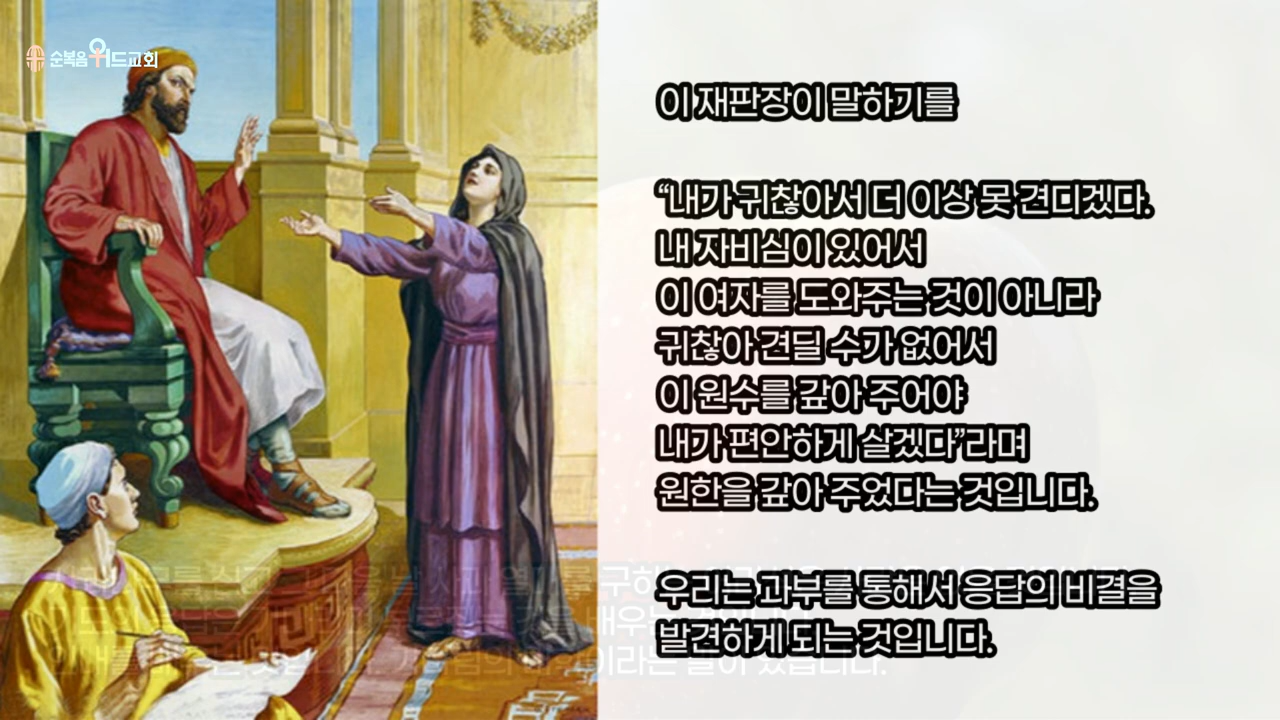 순복음위드교회
이 재판장이 말하기를
“내가 귀찮아서 더 이상 못 견디겠다.
내 자비심이 있어서
이 여자를 도와주는 것이 아니라
귀찮아 견딜 수가 없어서
이 원수를 갚아 주어야
내가 편안하게 살겠다”라며
원한을 갚아 주었다는 것입니다.
우리는 과부를 통해서 응답의 비결을
발견하게 되는 것입니다.